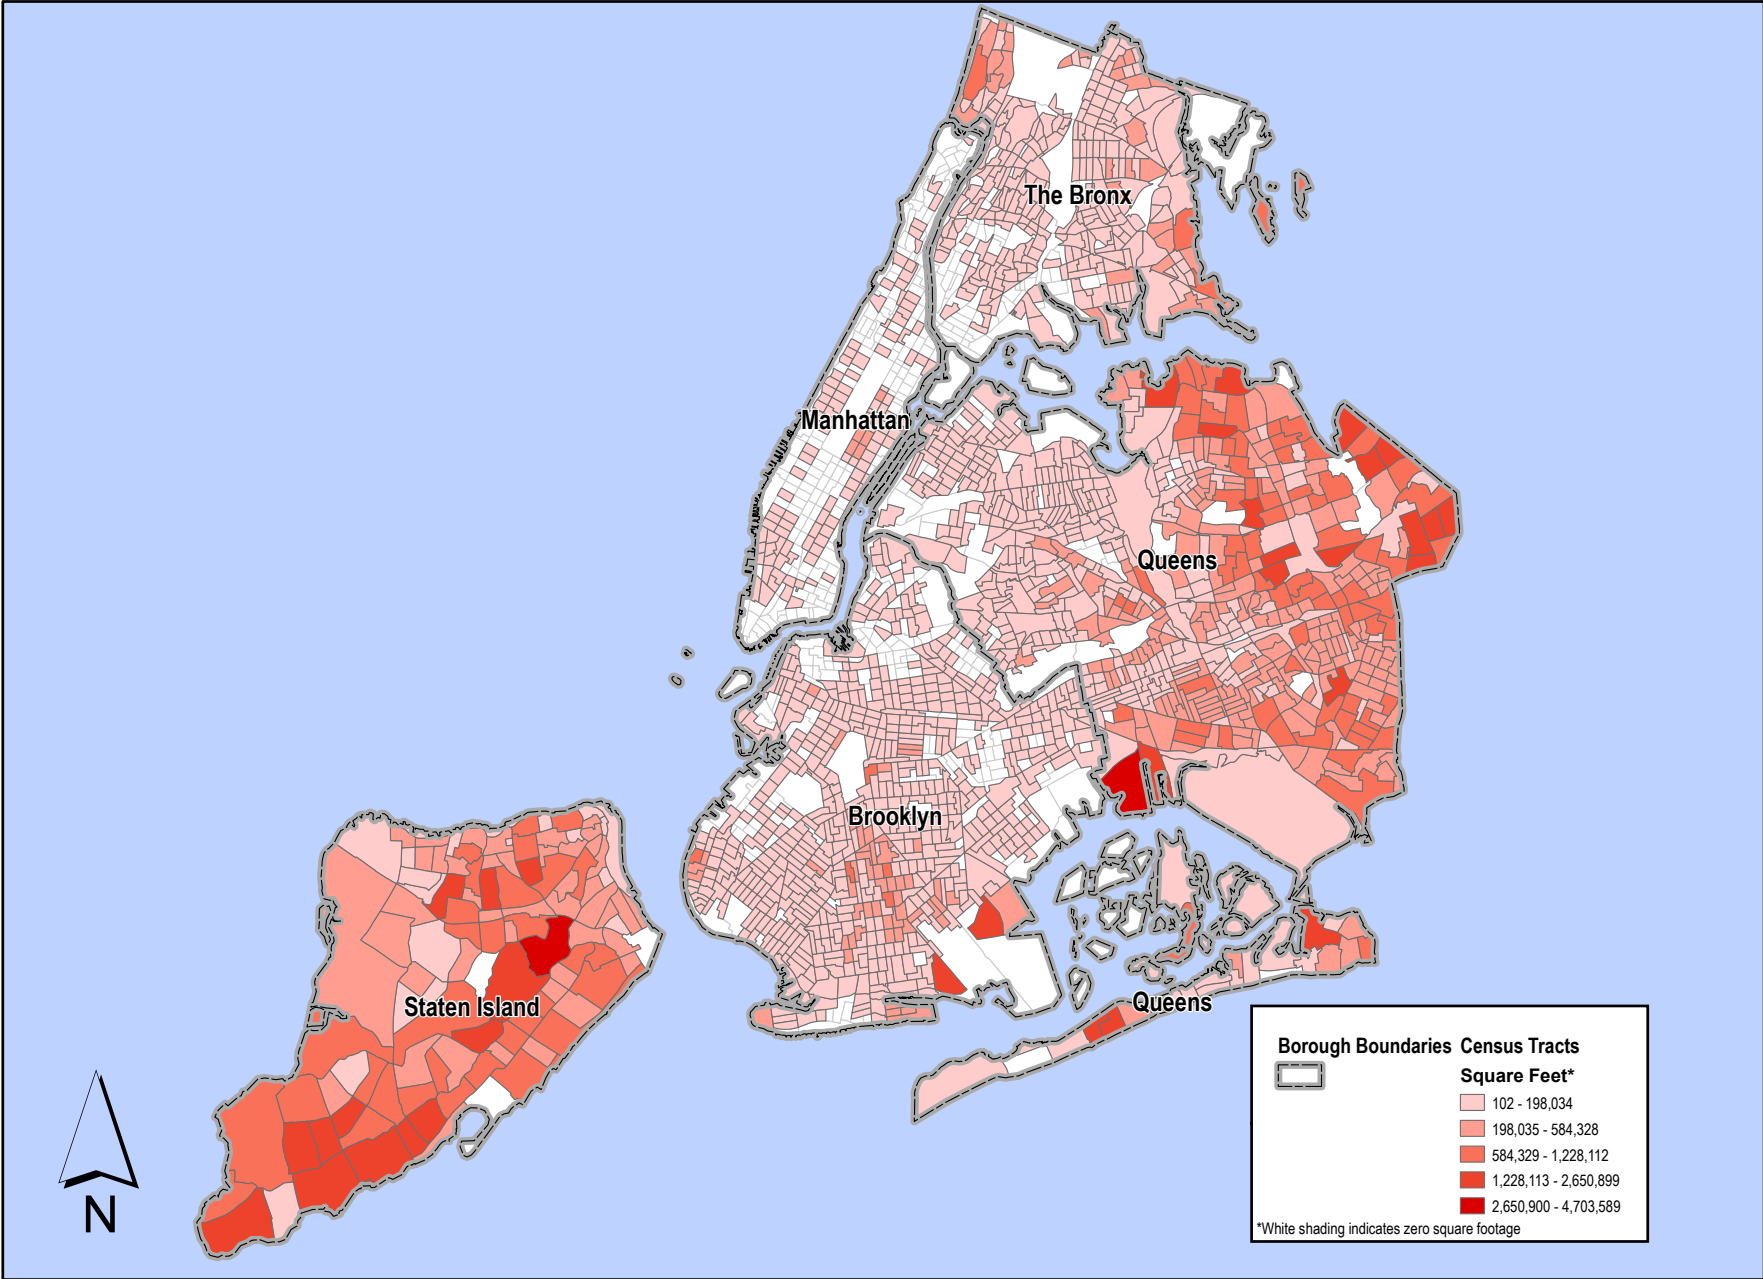 The Bronx
Manhattan
Queens
Brooklyn
Staten Island
Queens
N
Borough Boundaries
Census Tracts
Square Feet*
102 - 198,034
198,035 - 584,328
584,329 - 1,228,112
1,228,113 - 2,650,899
2,650,900 - 4,703,589
*White shading indicates zero square footage